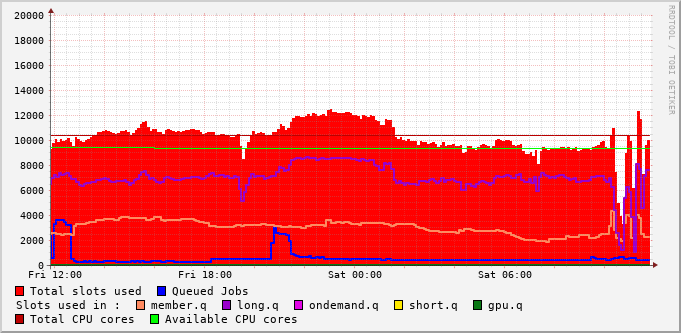 20000
18000
16000
14000
12000
10000
8000
6000
4000
2000
0
Fri 12:00 Fri 18:00 Sat 00:00 Sat 06:00
RRDTOOL / TOBI OETIKER
Total slots used Queued Jobs
Slots used in : member.q long.q ondemand.q short.q gpu.q
Total CPU cores Available CPU cores